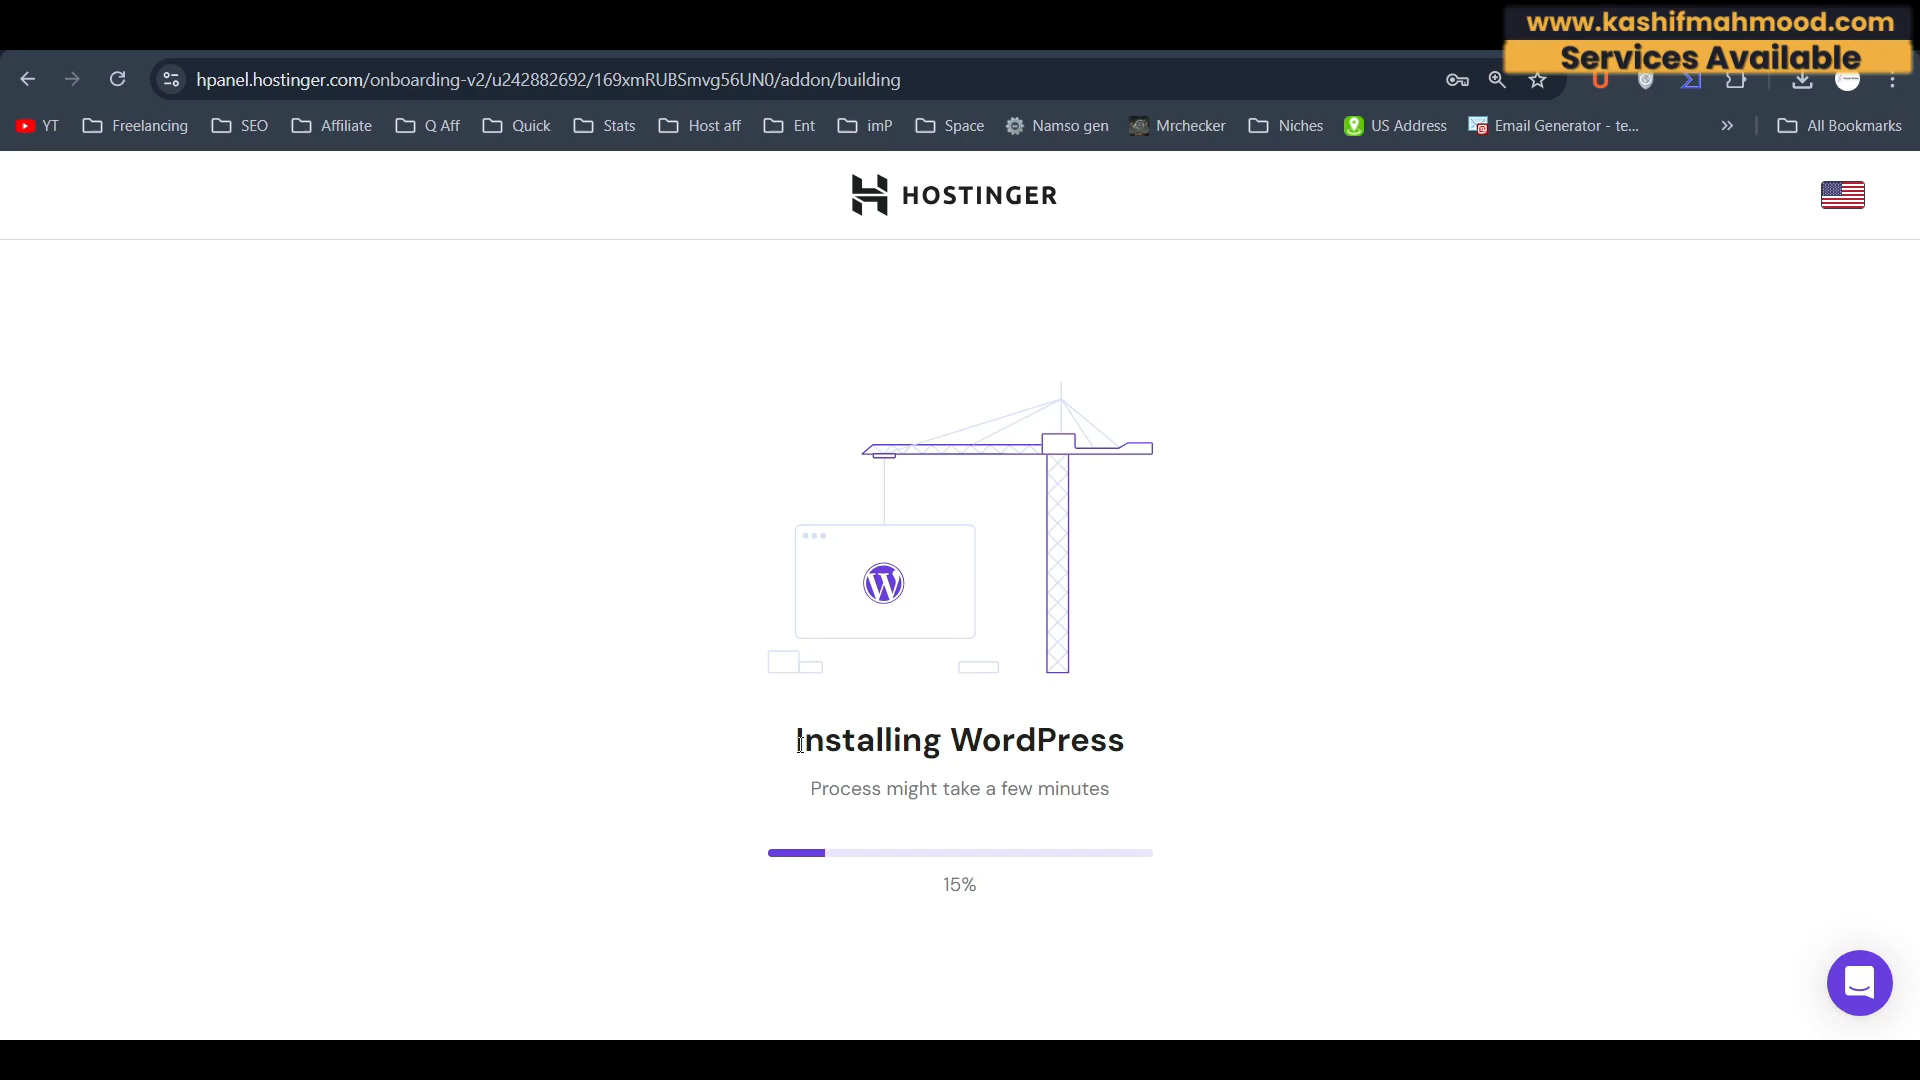 www.kashifmahmood.com
Services Available
hpanel.hostinger.com/onboarding-v2/u242882692/169xmRUBSmvg56UN0/addon/building
YT Freelancing SEO Affiliate Q Aff Quick Stats Host aff Ent imP Space Namso gen Mrchecker Niches US Address Email Generator - te... All Bookmarks
HOSTINGER
Installing WordPress
Process might take a few minutes
15%